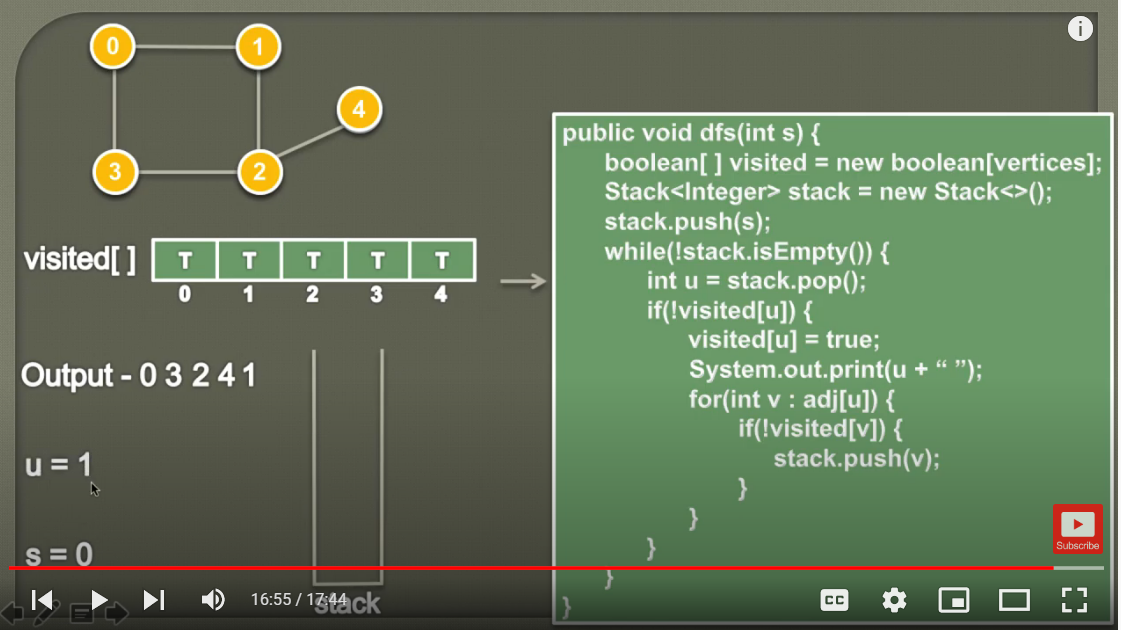 0 1
4
3 2
visited[ ] T T T T T
0 1 2 3 4
Output - 0 3 2 4 1
u = 1
s = 0
stack
public void dfs(int s) {
boolean[ ] visited = new boolean[vertices];
Stack<Integer> stack = new Stack<>();
stack.push(s);
while(!stack.isEmpty()) {
int u = stack.pop();
if(!visited[u]) {
visited[u] = true;
System.out.print(u + “ ”);
for(int v : adj[u]) {
if(!visited[v]) {
stack.push(v);
}
}
}
}
}
i
Subscribe
16:55 / 17:44
CC